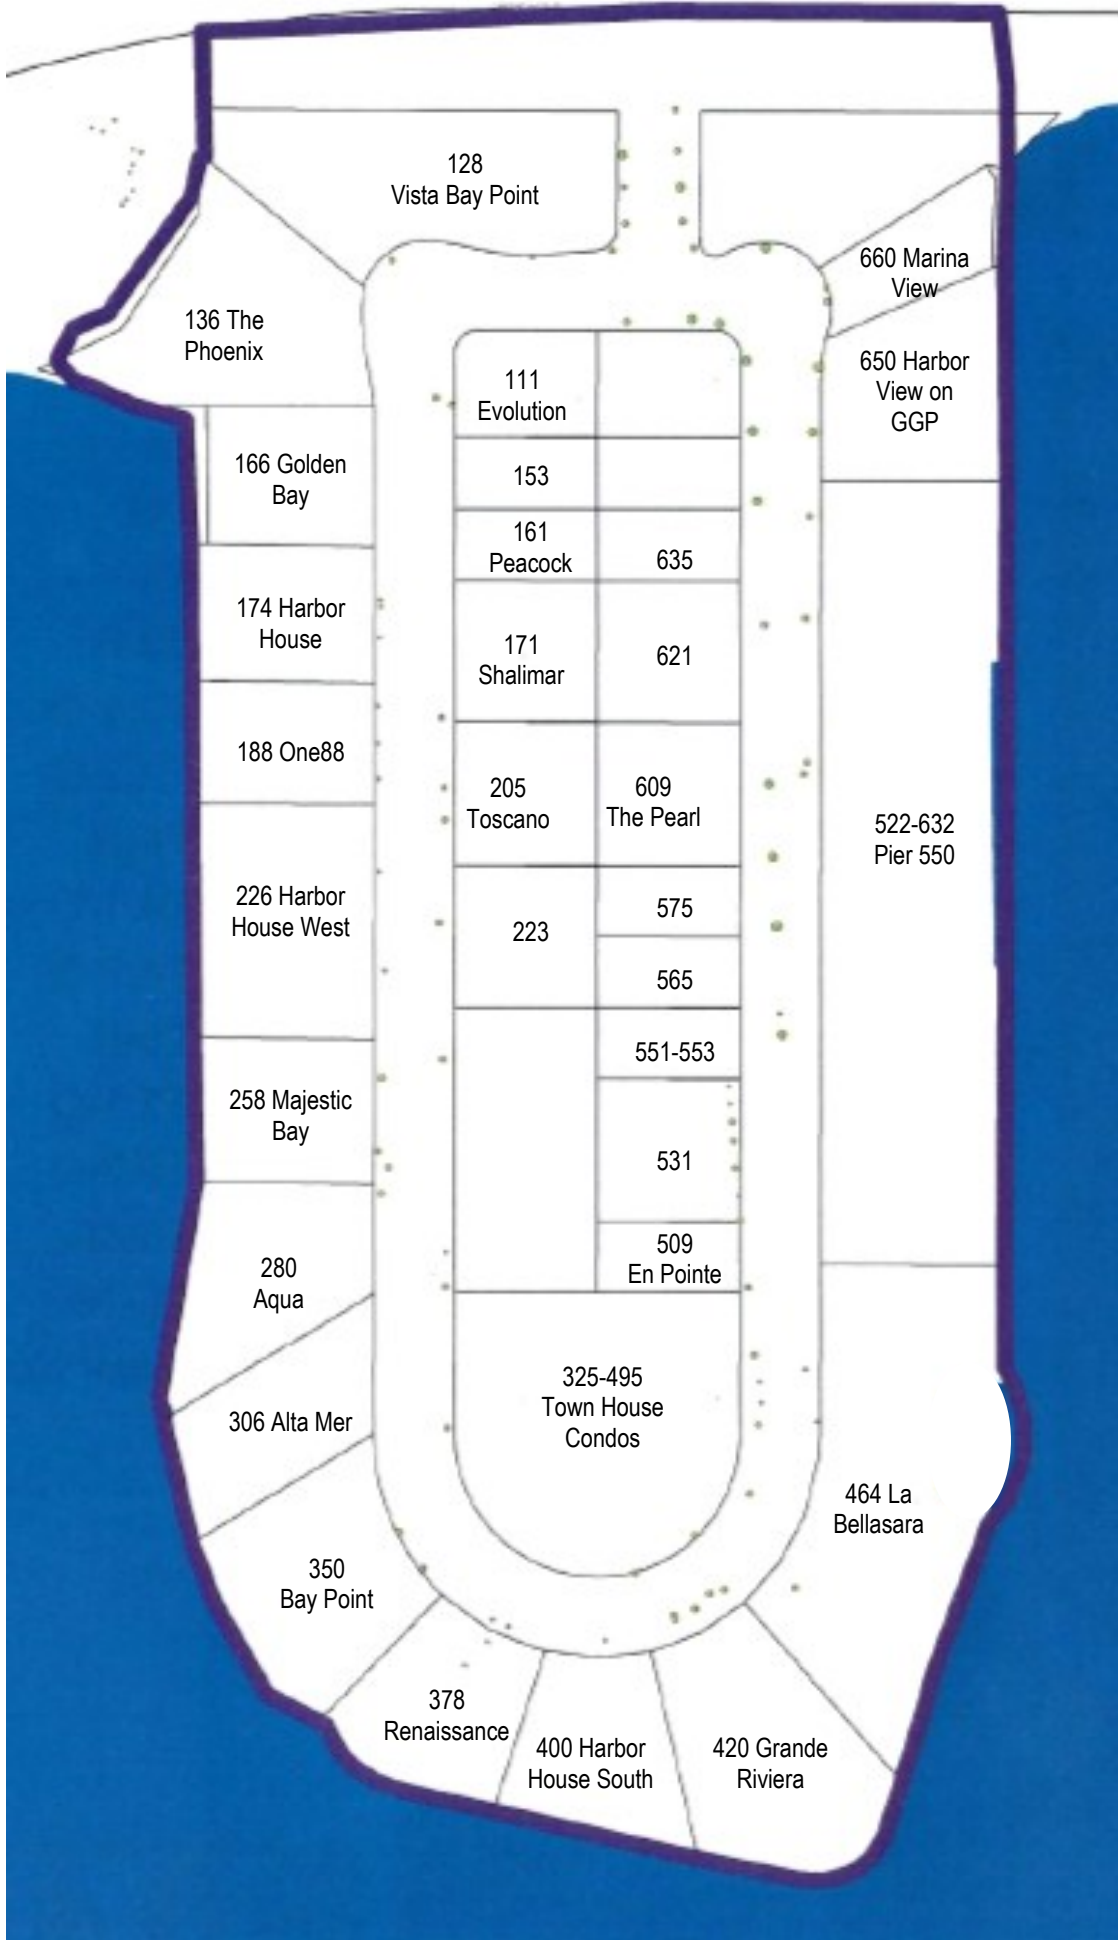 128
Vista Bay Point
660 Marina
View
136 The
Phoenix
650 Harbor
View on
GGP
111
Evolution
166 Golden
Bay
153
161
Peacock
635
174 Harbor
House
171
Shalimar
621
188 One88
205
Toscano
609
The Pearl
522-632
Pier 550
226 Harbor
House West
223
575
565
551-553
258 Majestic
Bay
531
509
En Pointe
280
Aqua
325-495
Town House
Condos
306 Alta Mer
464 La
Bellasara
350
Bay Point
378
Renaissance
400 Harbor
House South
420 Grande
Riviera